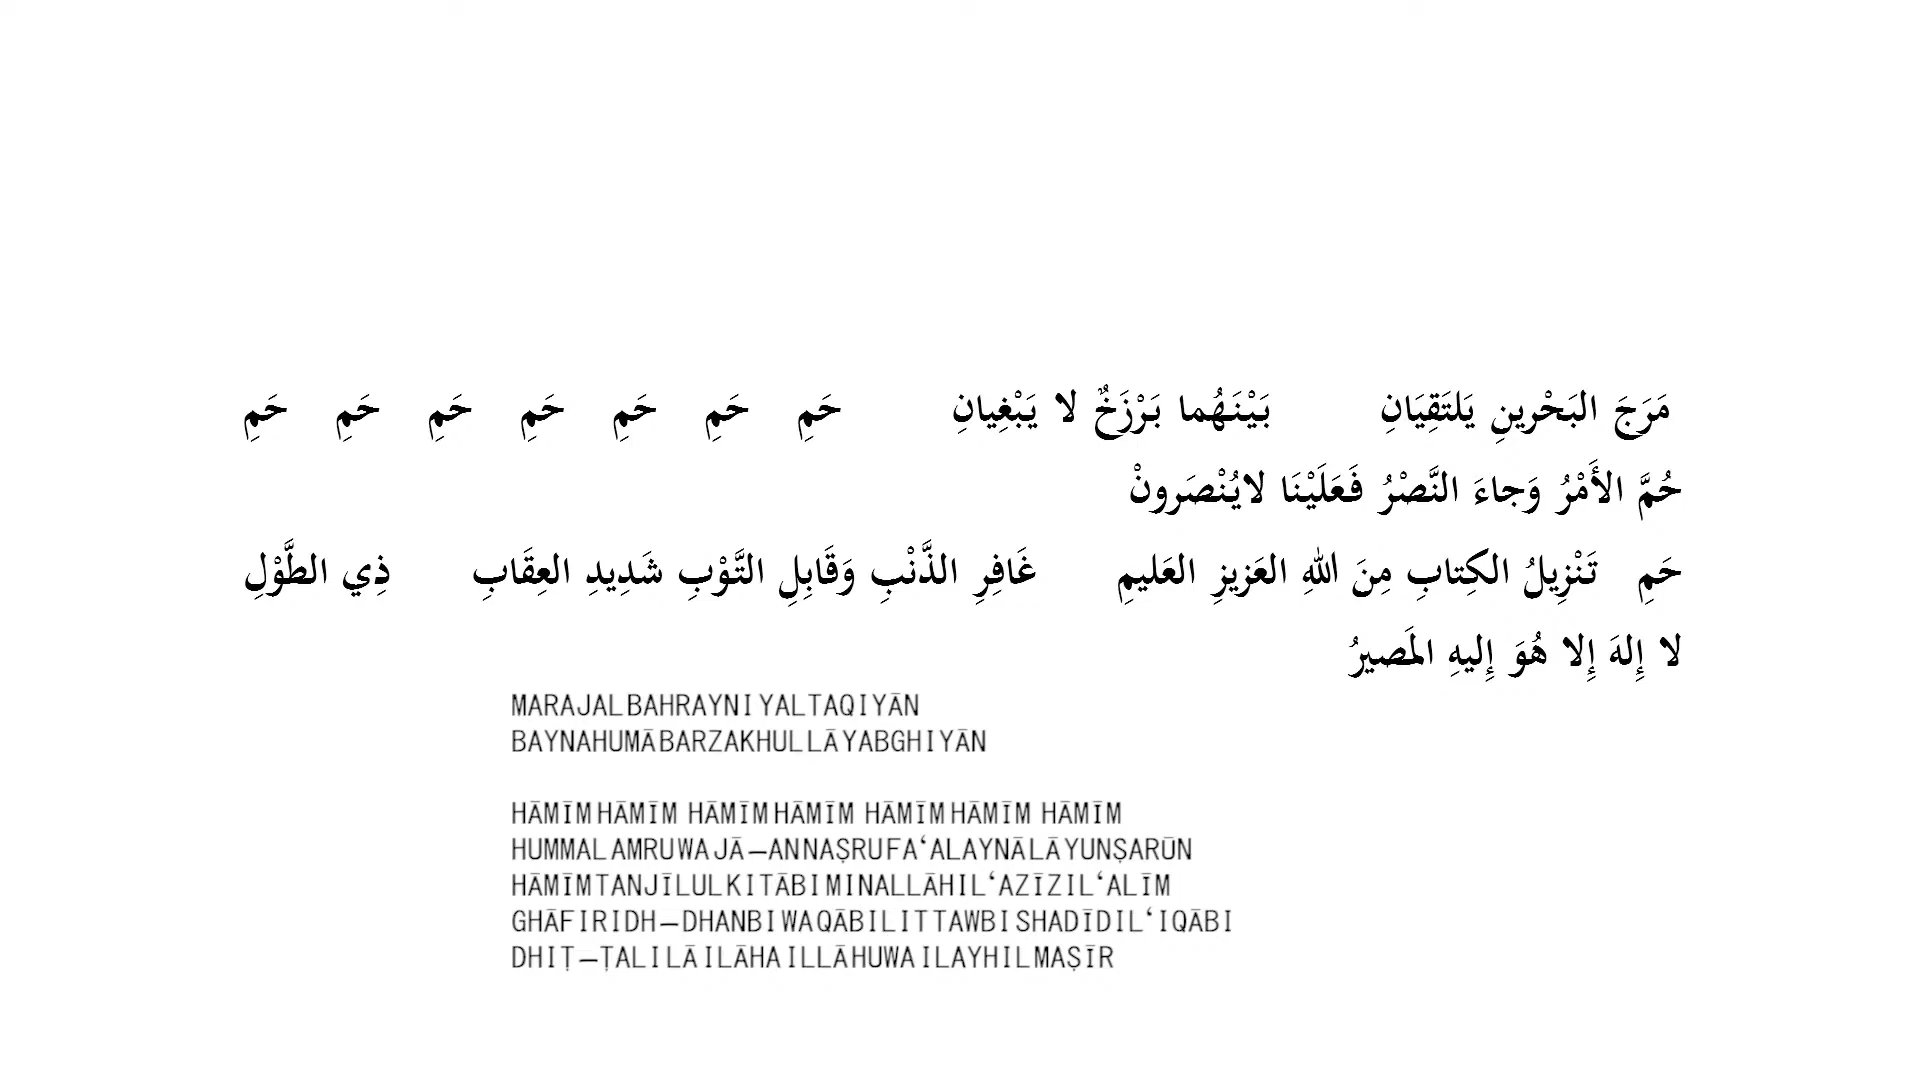 مَرَجَ البَحْرينِ يَلتَقِيَانِ بَيْنَهُما بَرْزَخٌ لا يَبْغِيانِ حَمِ حَمِ حَمِ حَمِ حَمِ حَمِ حَمِ
حُمَّ الأَمْرُ وَجاءَ النَّصْرُ فَعَلَيْنَا لايُنْصَرونْ
حَمِ تَنْزِيلُ الكِتابِ مِنَ اللهِ العَزيزِ العَليمِ غَافِرِ الذَّنْبِ وَقَابِلِ التَّوْبِ شَدِيدِ العِقَابِ ذِي الطَّوْلِ
لا إِلهَ إِلا هُوَ إِليهِ المَصيرُ
MARAJALBAHRAYNIYALTAQIYĀN
BAYNAHUMĀBARZAKHULLĀYABGHIYĀN
HĀMĪMHĀMĪM HĀMĪMHĀMĪM HĀMĪMHĀMĪM HĀMĪM
HUMMALAMRUWAJĀ—ANNAṢRUFA‘ALAYNĀLĀYUNṢARŪN
HĀMĪMTANJĪLULKITĀBIMINALLĀHIL‘AZĪZIL‘ALĪM
GHĀFIRIDH—DHANBIWAQĀBILITTAWBISHADĪDIL‘IQĀBI
DHIṬ—ṬALILĀILĀHAILLĀHUWAILAYHILMAṢĪR